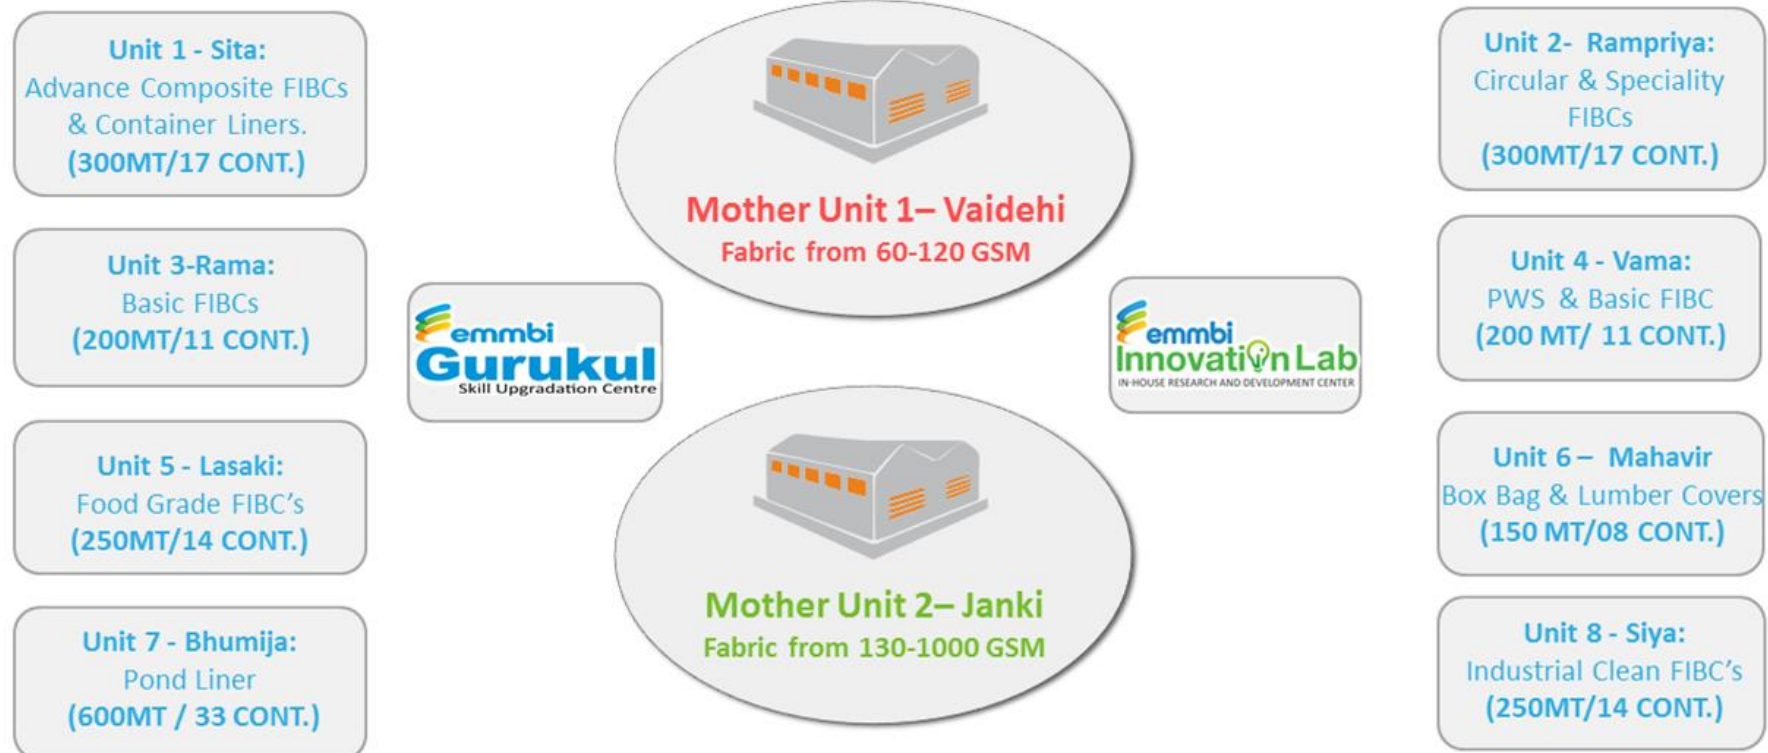 Unit 1 - Sita:
Advance Composite FIBCs
& Container Liners.
(300MT/17 CONT.)
Unit 3-Rama:
Basic FIBCs
(200MT/11 CONT.)
Unit 5 - Lasaki:
Food Grade FIBC’s
(250MT/14 CONT.)
Unit 7 - Bhumija:
Pond Liner
(600MT / 33 CONT.)
emmbi
Gurukul
Skill Upgradation Centre
Mother Unit 1– Vaidehi
Fabric from 60-120 GSM
Mother Unit 2– Janki
Fabric from 130-1000 GSM
emmbi
Innovation Lab
IN-HOUSE RESEARCH AND DEVELOPMENT CENTER
Unit 2- Rampriya:
Circular & Speciality
FIBCs
(300MT/17 CONT.)
Unit 4 - Vama:
PWS & Basic FIBC
(200 MT/ 11 CONT.)
Unit 6 – Mahavir
Box Bag & Lumber Covers
(150 MT/08 CONT.)
Unit 8 - Siya:
Industrial Clean FIBC’s
(250MT/14 CONT.)